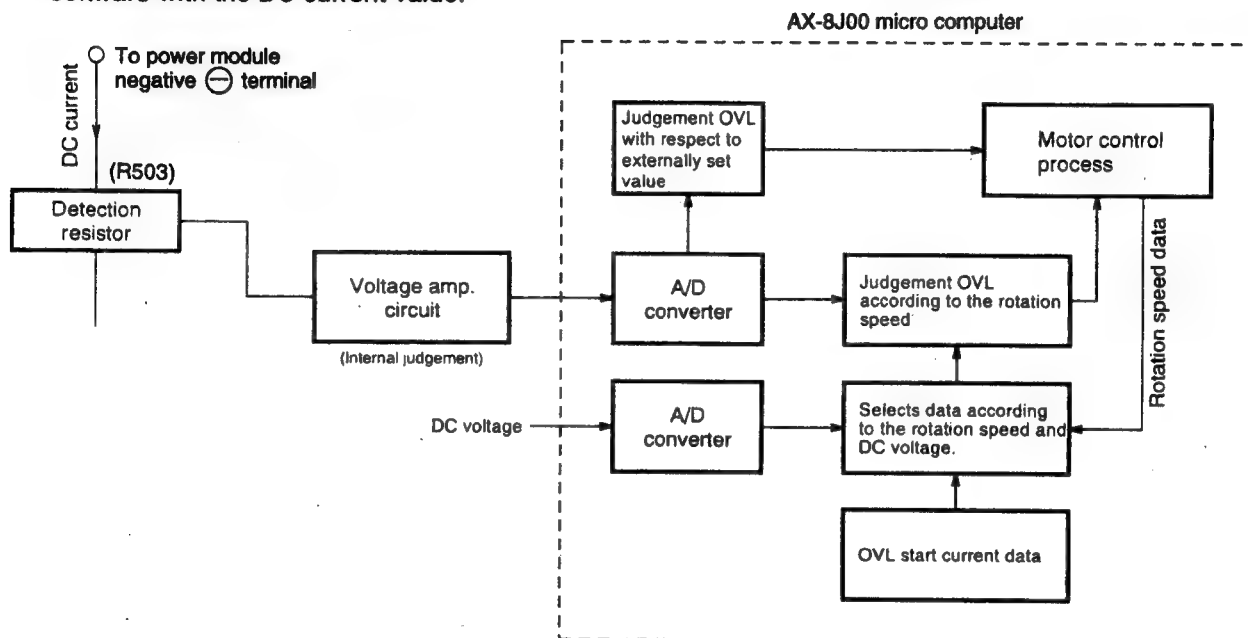 AX-8J00 micro computer
To power module
negative ⊖ terminal
DC current
(R503)
Detection
resistor
Voltage amp.
circuit
(Internal judgement)
Judgement OVL
with respect to
externally set
value
Motor control
process
A/D
converter
Judgement OVL
according to the rotation
speed
Rotation speed data
DC voltage
A/D
converter
Selects data according
to the rotation speed and
DC voltage.
OVL start current data